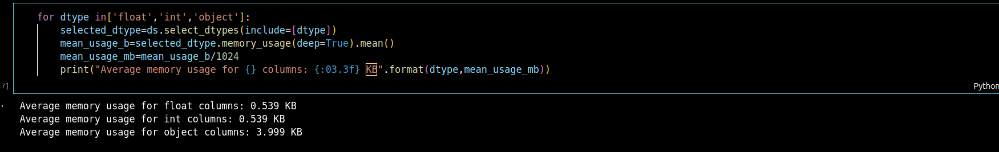 for dtype in['float','int','object']:
    selected_dtype=ds.select_dtypes(include=[dtype])
    mean_usage_b=selected_dtype.memory_usage(deep=True).mean()
    mean_usage_mb=mean_usage_b/1024
    print("Average memory usage for {} columns: {:03.3f} KB".format(dtype,mean_usage_mb))
7]
Python
Average memory usage for float columns: 0.539 KB
Average memory usage for int columns: 0.539 KB
Average memory usage for object columns: 3.999 KB